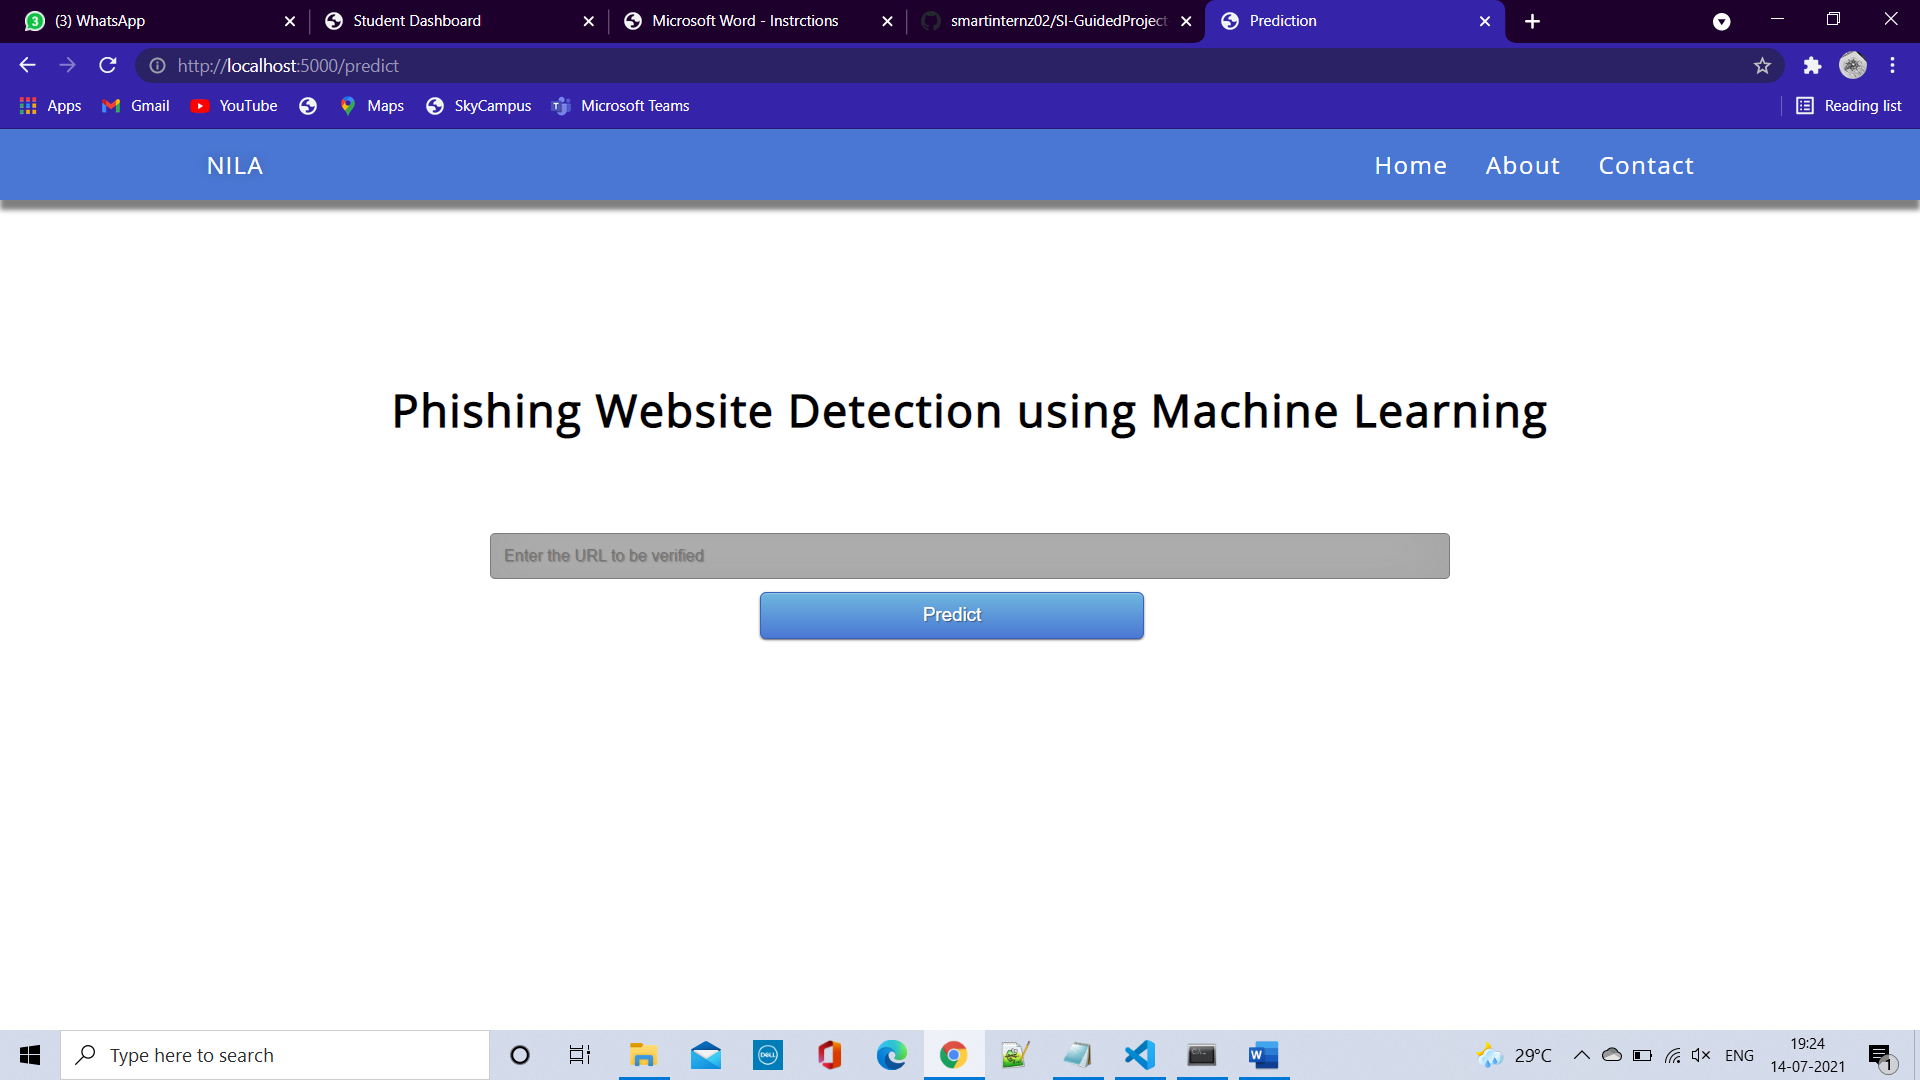 (3) WhatsApp
Student Dashboard
Microsoft Word - Instrctions
smartinternz02/SI-GuidedProject
Prediction
http://localhost:5000/predict
Apps
Gmail
YouTube
Maps
SkyCampus
Microsoft Teams
Reading list
NILA
Home
About
Contact
Phishing Website Detection using Machine Learning
Enter the URL to be verified
Predict
Type here to search
DELL
29°C
ENG
19:24
14-07-2021
1